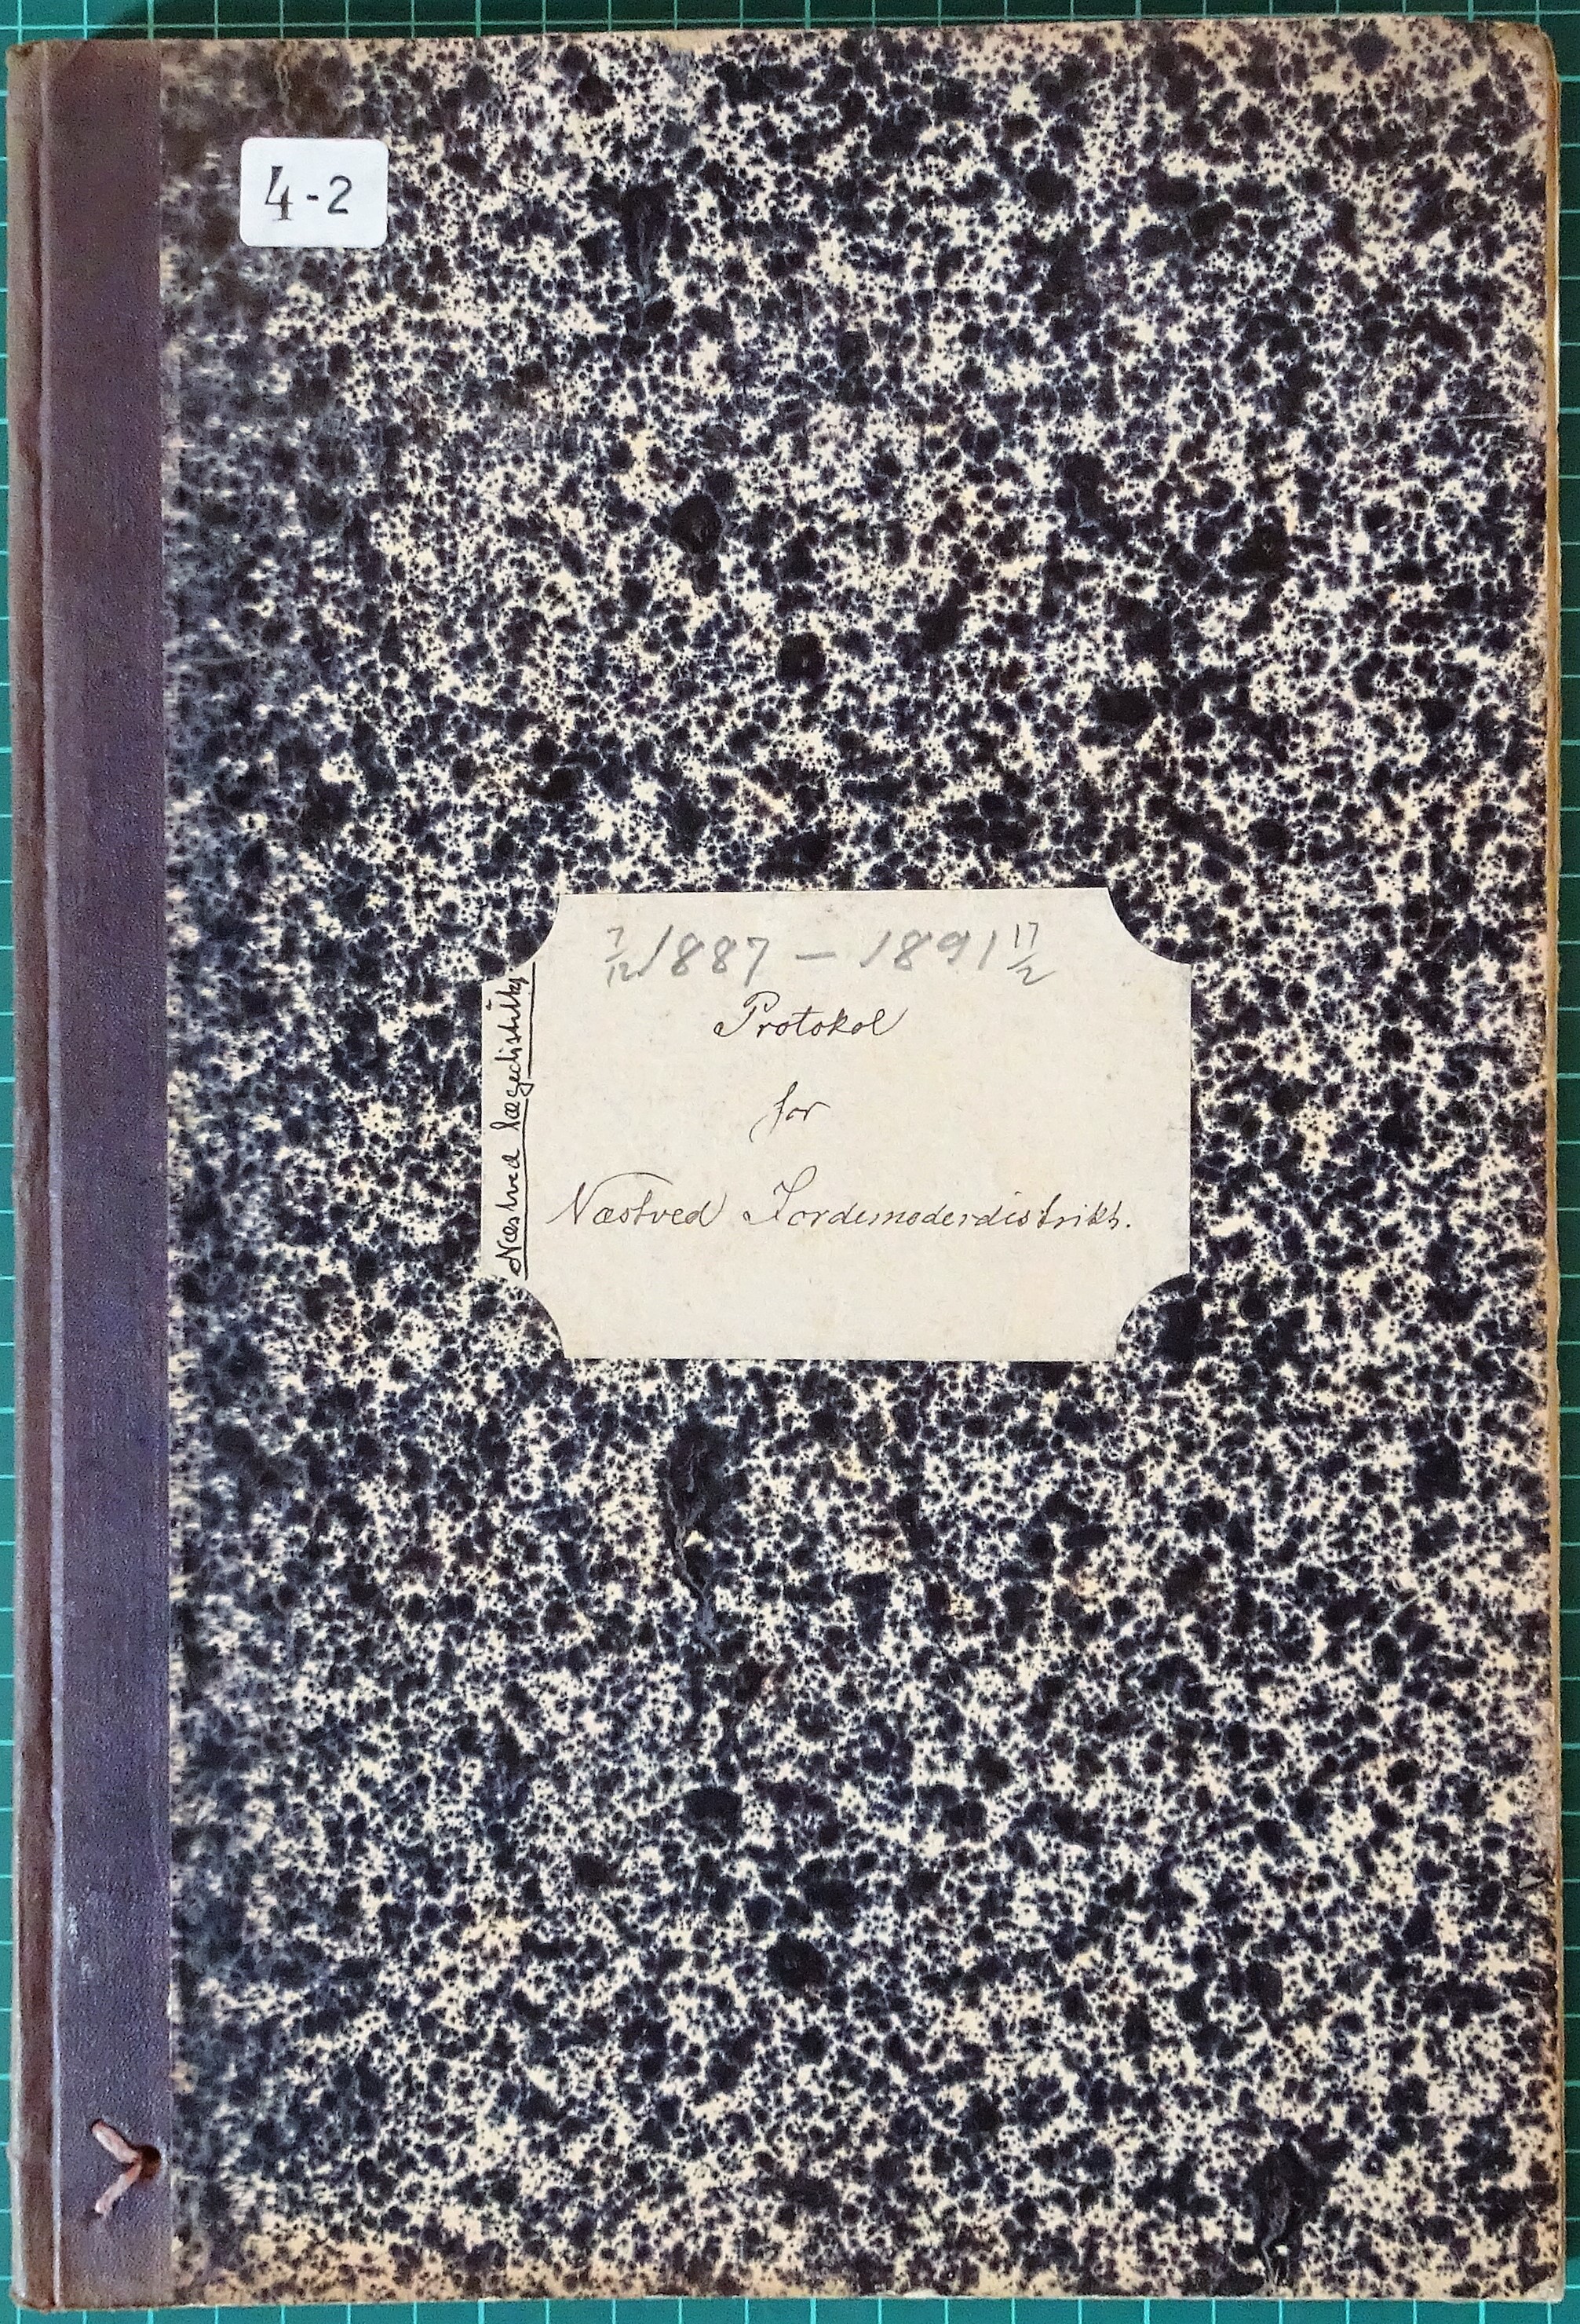 4-2
7/12 1887 — 1891 17/2
Protokol
for
Næstved Jordemoderdistrikt.
Næstved lægedistrikt